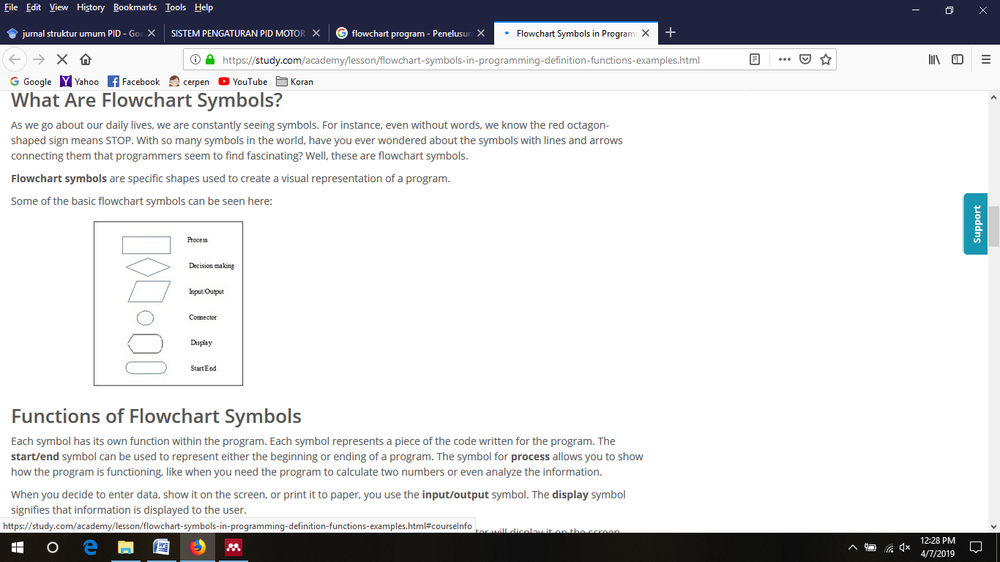 File Edit View History Bookmarks Tools Help
jurnal struktur umum PID - Goo
SISTEM PENGATURAN PID MOTOR
flowchart program - Penelusura
Flowchart Symbols in Program
https://study.com/academy/lesson/flowchart-symbols-in-programming-definition-functions-examples.html
Google Yahoo Facebook cerpen YouTube Koran
What Are Flowchart Symbols?
As we go about our daily lives, we are constantly seeing symbols. For instance, even without words, we know the red octagon-
shaped sign means STOP. With so many symbols in the world, have you ever wondered about the symbols with lines and arrows
connecting them that programmers seem to find fascinating? Well, these are flowchart symbols.
Flowchart symbols are specific shapes used to create a visual representation of a program.
Some of the basic flowchart symbols can be seen here:
Process
Decision making
Input/Output
Connector
Display
Start/End
Support
Functions of Flowchart Symbols
Each symbol has its own function within the program. Each symbol represents a piece of the code written for the program. The
start/end symbol can be used to represent either the beginning or ending of a program. The symbol for process allows you to show
how the program is functioning, like when you need the program to calculate two numbers or even analyze the information.
When you decide to enter data, show it on the screen, or print it to paper, you use the input/output symbol. The display symbol
signifies that information is displayed to the user.
ter will display it on the screen
https://study.com/academy/lesson/flowchart-symbols-in-programming-definition-functions-examples.html#courseInfo
12:28 PM
4/7/2019